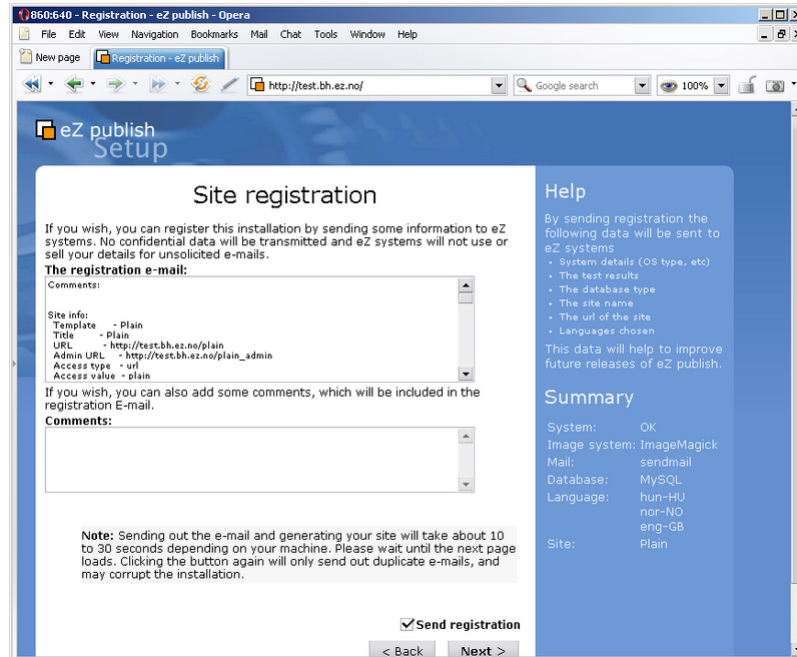 860:640 - Registration - eZ publish - Opera
File Edit View Navigation Bookmarks Mail Chat Tools Window Help
New page Registration - eZ publish
http://test.bh.ez.no/ Google search 100%
eZ publish
Setup
Site registration
If you wish, you can register this installation by sending some information to eZ
systems. No confidential data will be transmitted and eZ systems will not use or
sell your details for unsolicited e-mails.
The registration e-mail:
Comments:
Site info:
Template - Plain
Title - Plain
URL - http://test.bh.ez.no/plain
Admin URL - http://test.bh.ez.no/plain_admin
Access type - url
Access value - plain
If you wish, you can also add some comments, which will be included in the
registration E-mail.
Comments:
Note: Sending out the e-mail and generating your site will take about 10
to 30 seconds depending on your machine. Please wait until the next page
loads. Clicking the button again will only send out duplicate e-mails, and
may corrupt the installation.
Send registration
< Back Next >
Help
By sending registration the
following data will be sent to
eZ systems
• System details (OS type, etc)
• The test results
• The database type
• The site name
• The url of the site
• Languages chosen
This data will help to improve
future releases of eZ publish.
Summary
System: OK
Image system: ImageMagick
Mail: sendmail
Database: MySQL
Language: hun-HU
nor-NO
eng-GB
Site: Plain